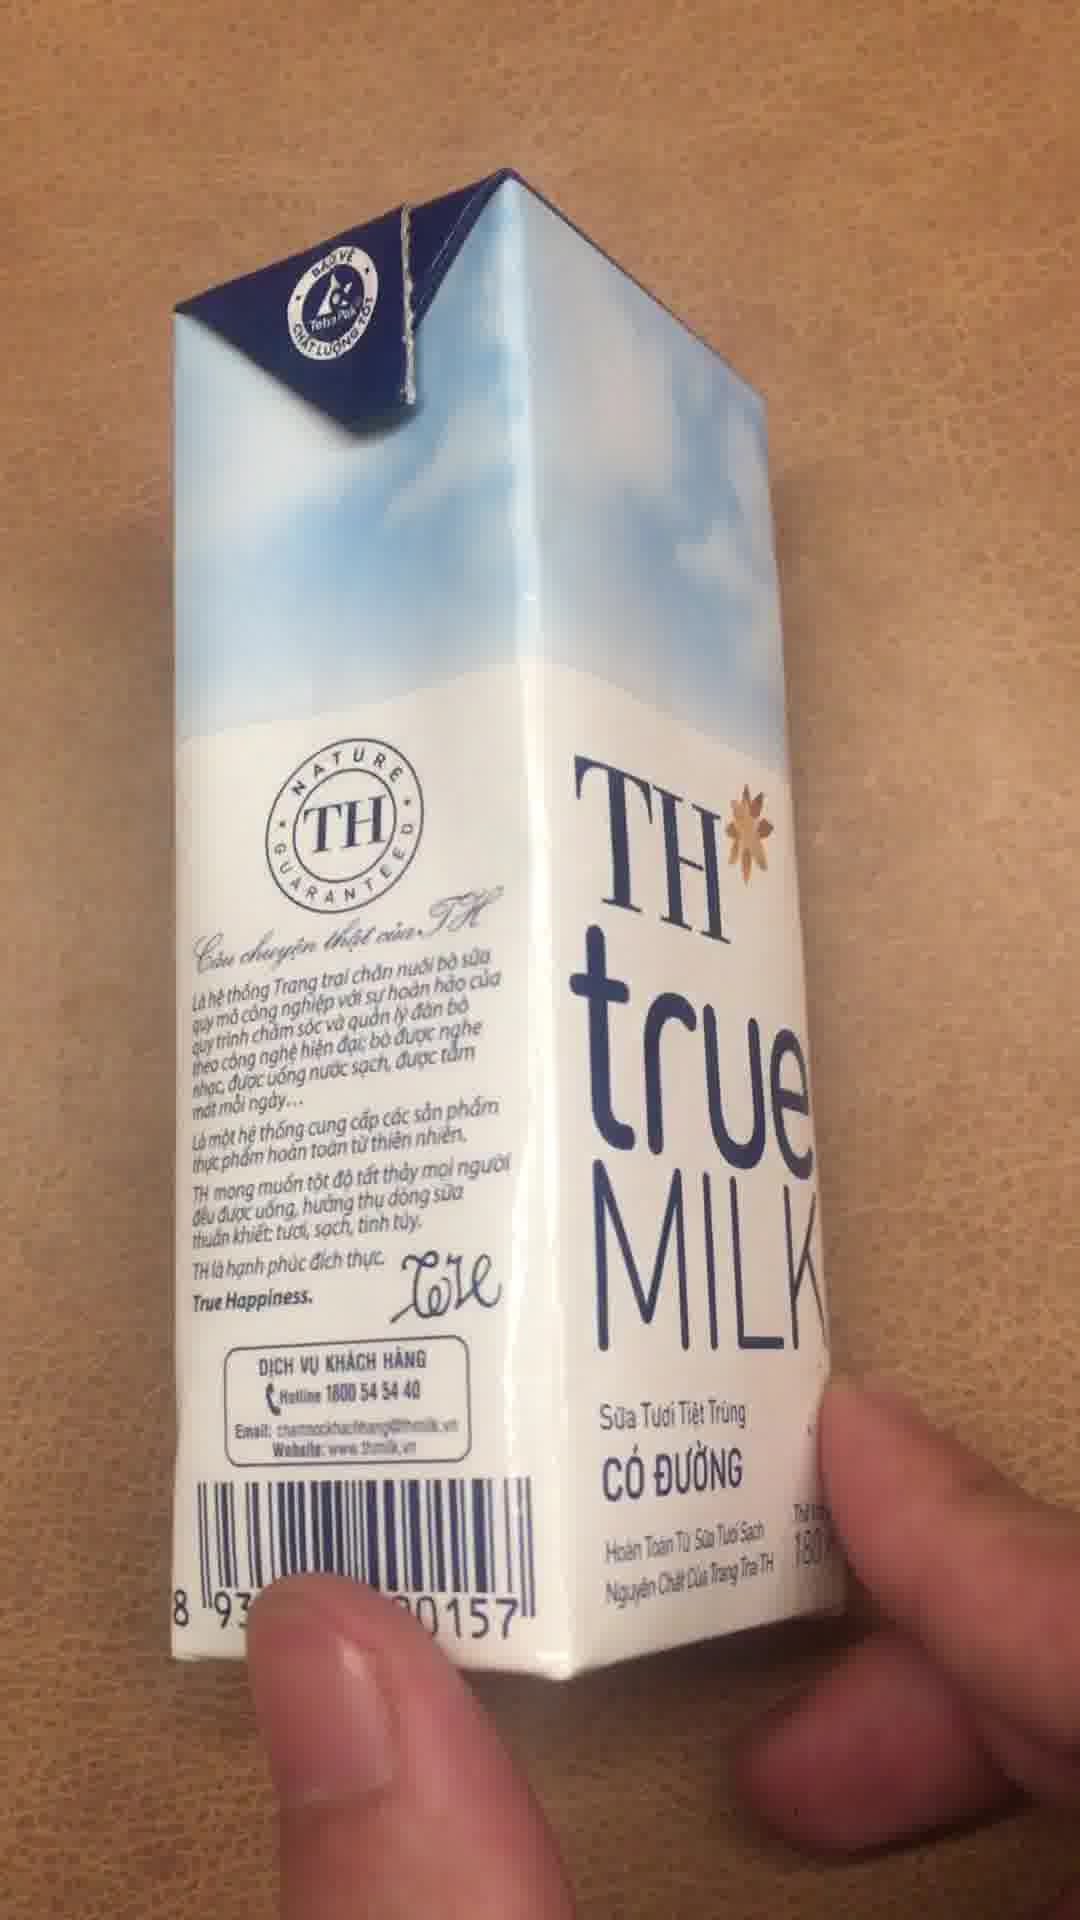 BẢO VỆ
Tetra Pak
CHẤT LƯỢNG TỐT
NATURE
TH
GUARANTEED
Câu chuyện thật của TH
Là hệ thống Trang trại chăn nuôi bò sữa
quy mô công nghiệp với sự hoàn hảo của
quy trình chăm sóc và quản lý đàn bò
theo công nghệ hiện đại; bò được nghe
nhạc, được uống nước sạch, được tắm
mát mỗi ngày...
Là một hệ thống cung cấp các sản phẩm
thực phẩm hoàn toàn từ thiên nhiên.
TH mong muốn tột độ tất thảy mọi người
đều được uống, hưởng thụ dòng sữa
thuần khiết: tươi, sạch, tinh túy.
TH là hạnh phúc đích thực.
True Happiness.
DỊCH VỤ KHÁCH HÀNG
Hotline 1800 54 54 40
Email: chamsockhachhang@thmilk.vn
Website: www.thmilk.vn
8 93 0157
TH
true
MILK
Sữa Tươi Tiệt Trùng
CÓ ĐƯỜNG
Hoàn Toàn Từ Sữa Tươi Sạch
Nguyên Chất Của Trang Trại TH
180